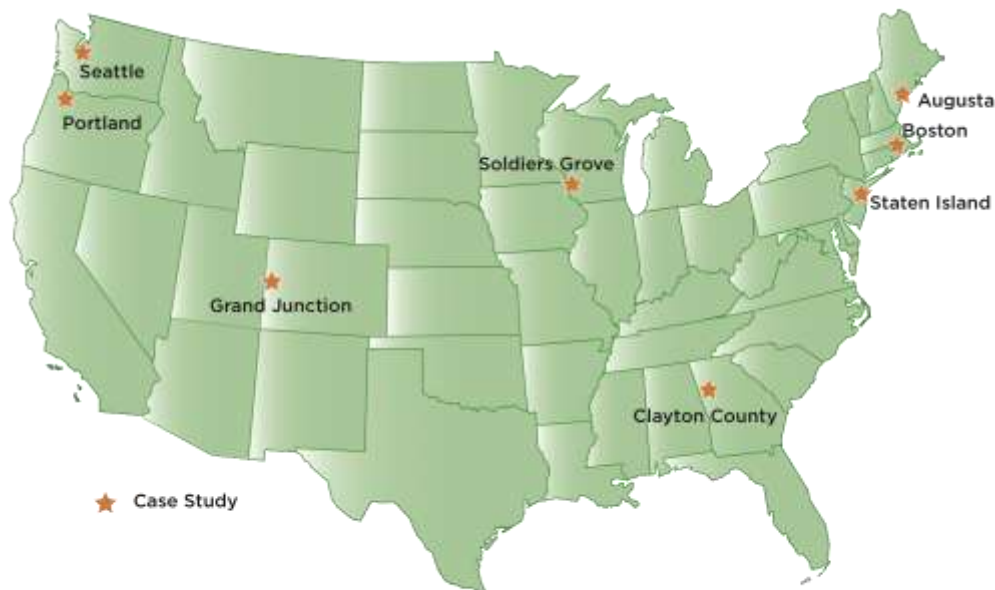 Seattle
Portland
Augusta
Boston
Soldiers Grove
Staten Island
Grand Junction
Clayton County
Case Study